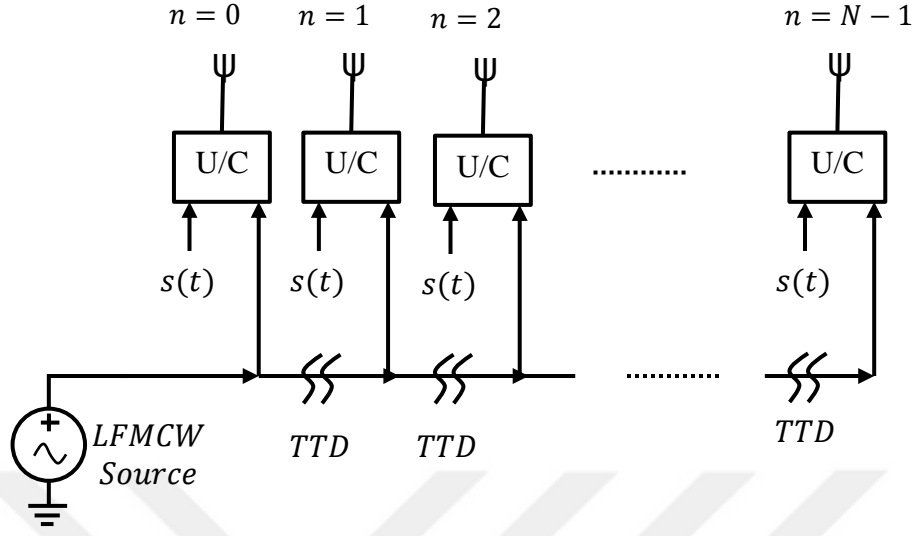 n = 0 n = 1 n = 2 n = N − 1
Ψ Ψ Ψ Ψ
U/C U/C U/C ............ U/C
s(t) s(t) s(t) s(t)
+ LFMCW
Source
TTD TTD ............ TTD